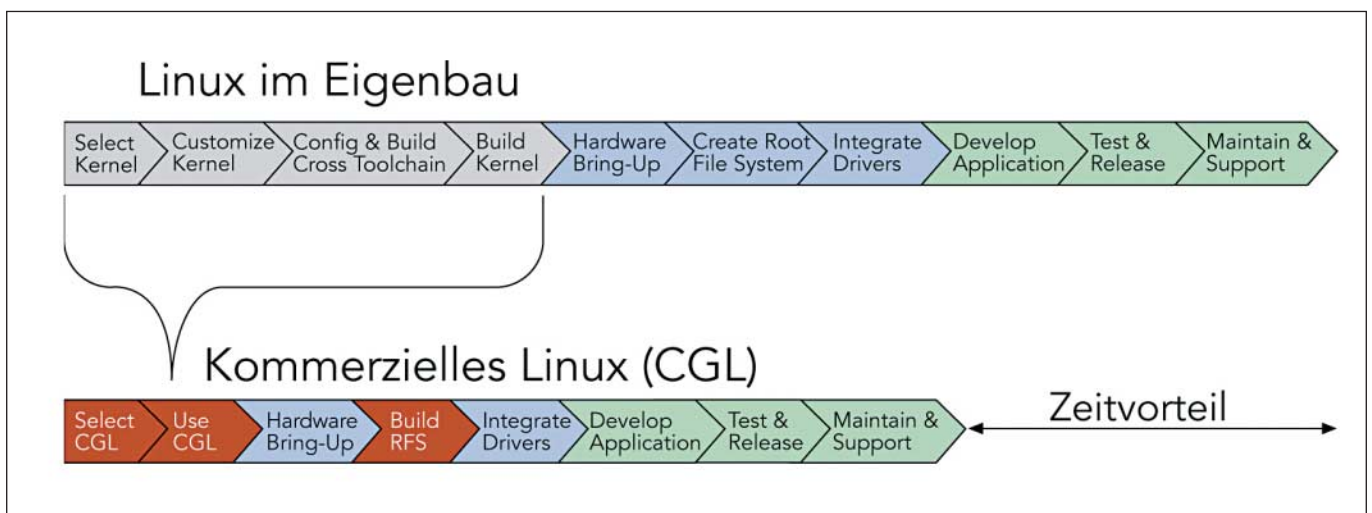 Linux im Eigenbau
Select
Kernel
Customize
Kernel
Config & Build
Cross Toolchain
Build
Kernel
Hardware
Bring-Up
Create Root
File System
Integrate
Drivers
Develop
Application
Test &
Release
Maintain &
Support
Kommerzielles Linux (CGL)
Select
CGL
Use
CGL
Hardware
Bring-Up
Build
RFS
Integrate
Drivers
Develop
Application
Test &
Release
Maintain &
Support
Zeitvorteil